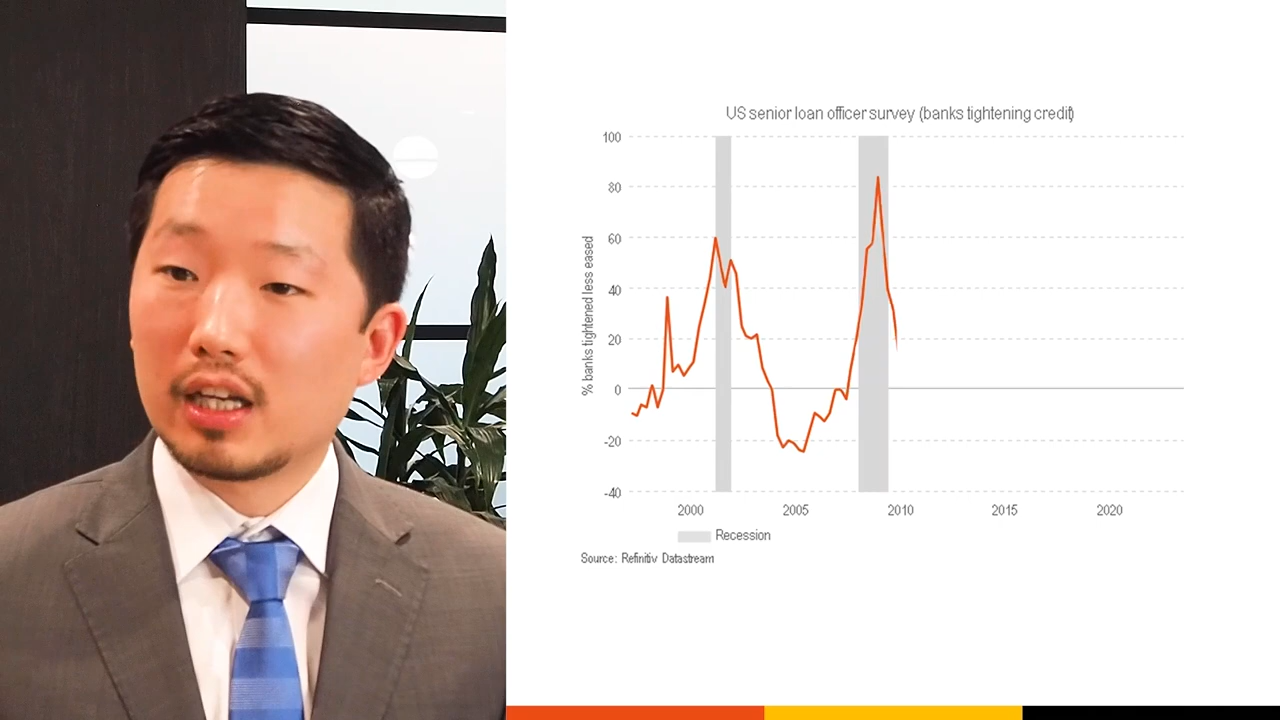 US senior loan officer survey (banks tightening credit)
% banks tightened less eased
100
80
60
40
20
0
-20
-40
2000 2005 2010 2015 2020
Recession
Source: Refinitiv Datastream